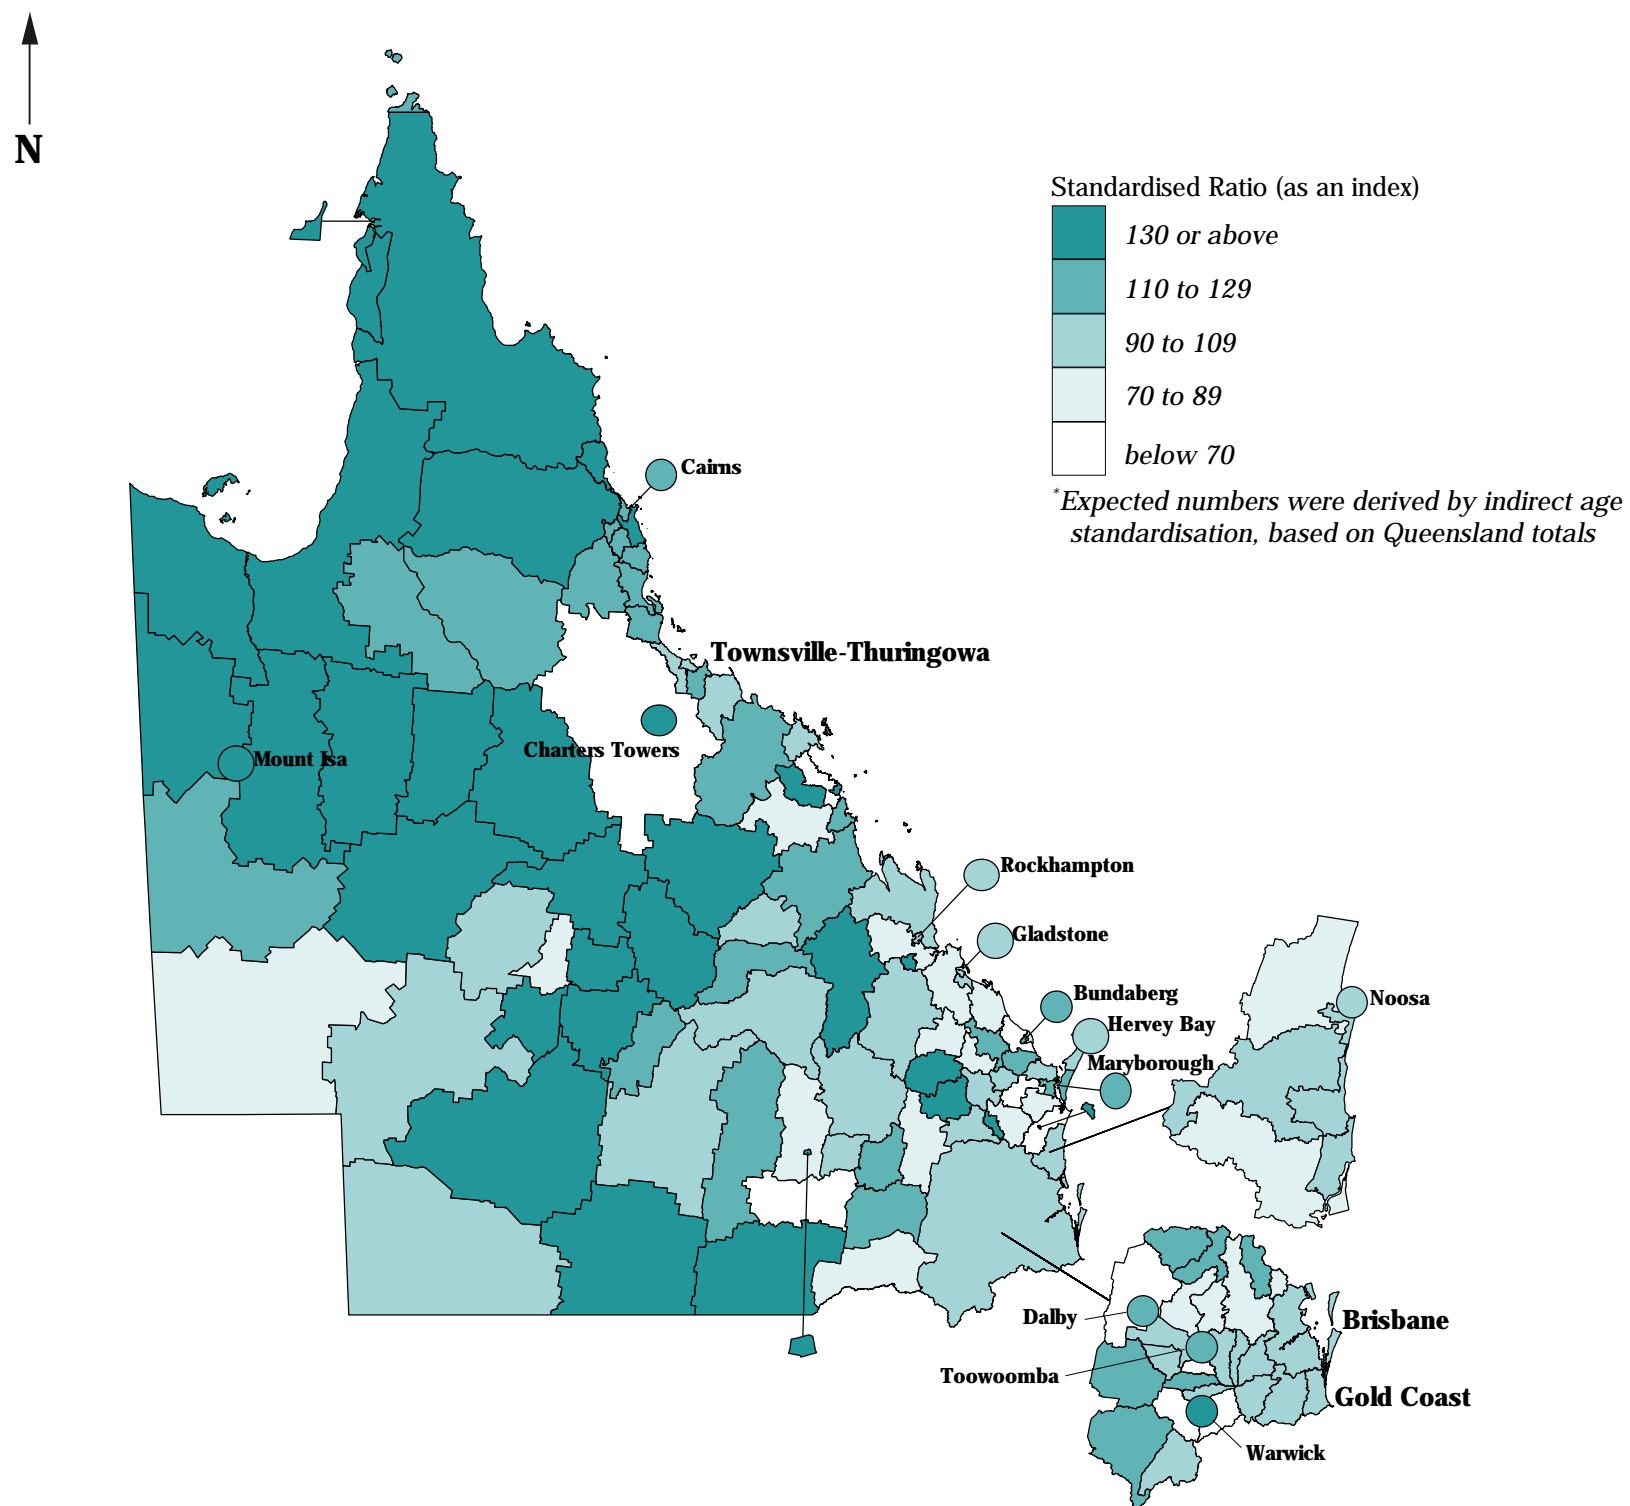 N
Standardised Ratio (as an index)
130 or above
110 to 129
90 to 109
70 to 89
below 70
*Expected numbers were derived by indirect age
standardisation, based on Queensland totals
Cairns
Townsville-Thuringowa
Charters Towers
Mount Isa
Rockhampton
Gladstone
Bundaberg
Noosa
Hervey Bay
Maryborough
Dalby
Brisbane
Toowoomba
Gold Coast
Warwick